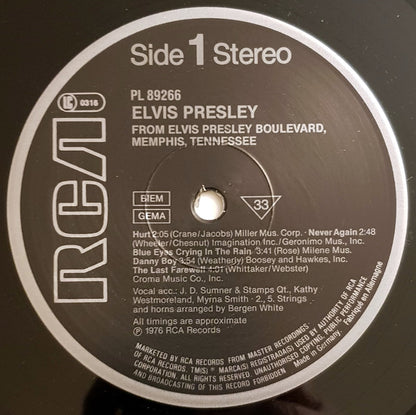 Side 1 Stereo
LC 0316
RCA
PL 89266
ELVIS PRESLEY
FROM ELVIS PRESLEY BOULEVARD,
MEMPHIS, TENNESSEE
BIEM
GEMA
33
Hurt 2:05 (Crane/Jacobs) Miller Mus. Corp. · Never Again 2:48
(Wheeler/Chesnut) Imagination Inc./Geronimo Mus., Inc.
Blue Eyes Crying In The Rain 3:41 (Rose) Milene Mus.
Danny Boy 3:54 (Weatherly) Boosey and Hawkes, Inc.
The Last Farewell 4:01 (Whittaker/Webster)
Croma Music Co., Inc.
Vocal acc.: J. D. Sumner & Stamps Qt., Kathy
Westmoreland, Myrna Smith · 2., 5. Strings
and horns arranged by Bergen White
All timings are approximate
℗ 1976 RCA Records
MARKETED BY RCA RECORDS FROM MASTER RECORDINGS
OF RCA RECORDS. TM(S) ® MARCA(S) REGISTRADA(S) USED BY AUTHORITY OF RCA
CORPORATION. ALL RIGHTS RESERVED. UNAUTHORISED COPYING, PUBLIC PERFORMANCE
AND BROADCASTING OF THIS RECORD FORBIDDEN
Made in Germany. Fabriqué en Allemagne